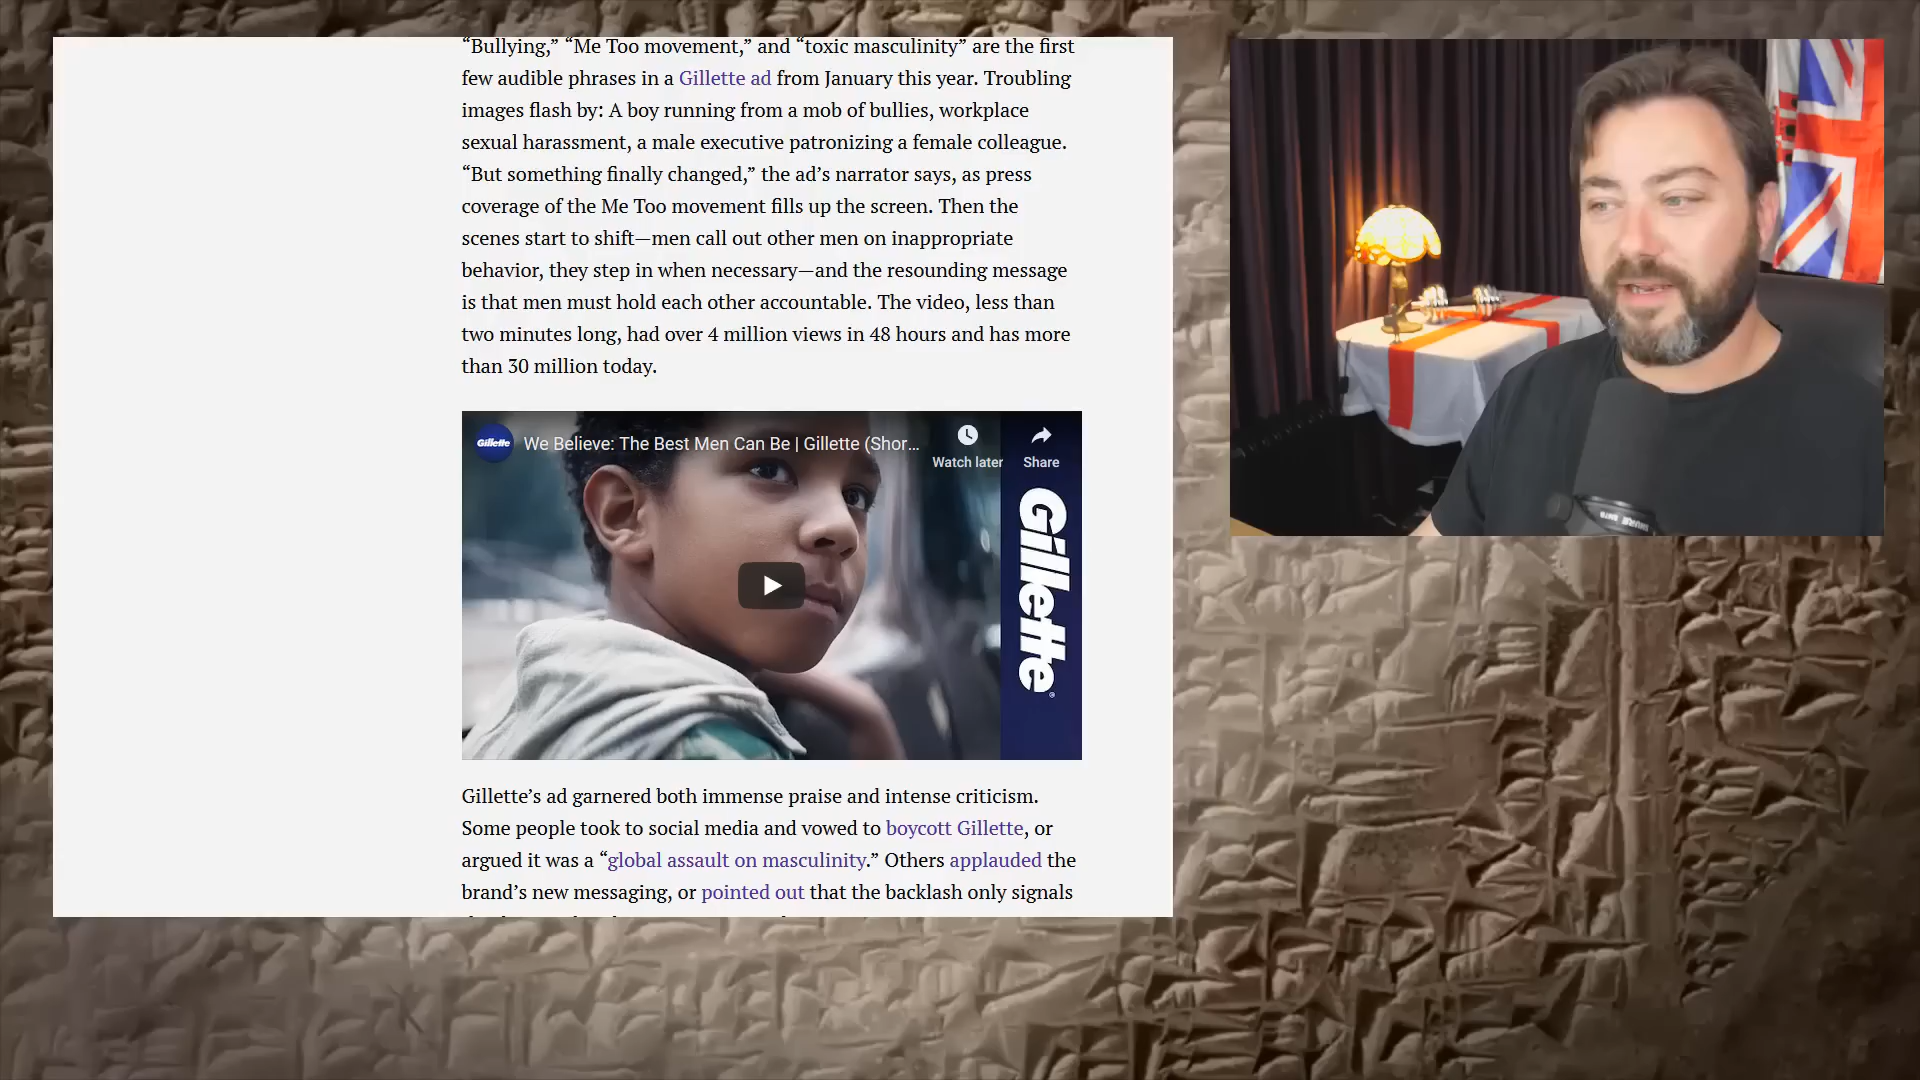 “Bullying,” “Me Too movement,” and “toxic masculinity” are the first
few audible phrases in a Gillette ad from January this year. Troubling
images flash by: A boy running from a mob of bullies, workplace
sexual harassment, a male executive patronizing a female colleague.
“But something finally changed,” the ad’s narrator says, as press
coverage of the Me Too movement fills up the screen. Then the
scenes start to shift—men call out other men on inappropriate
behavior, they step in when necessary—and the resounding message
is that men must hold each other accountable. The video, less than
two minutes long, had over 4 million views in 48 hours and has more
than 30 million today.
Gillette
We Believe: The Best Men Can Be | Gillette (Shor…
Watch later
Share
Gillette
Gillette’s ad garnered both immense praise and intense criticism.
Some people took to social media and vowed to boycott Gillette, or
argued it was a “global assault on masculinity.” Others applauded the
brand’s new messaging, or pointed out that the backlash only signals
SHURE SM7B